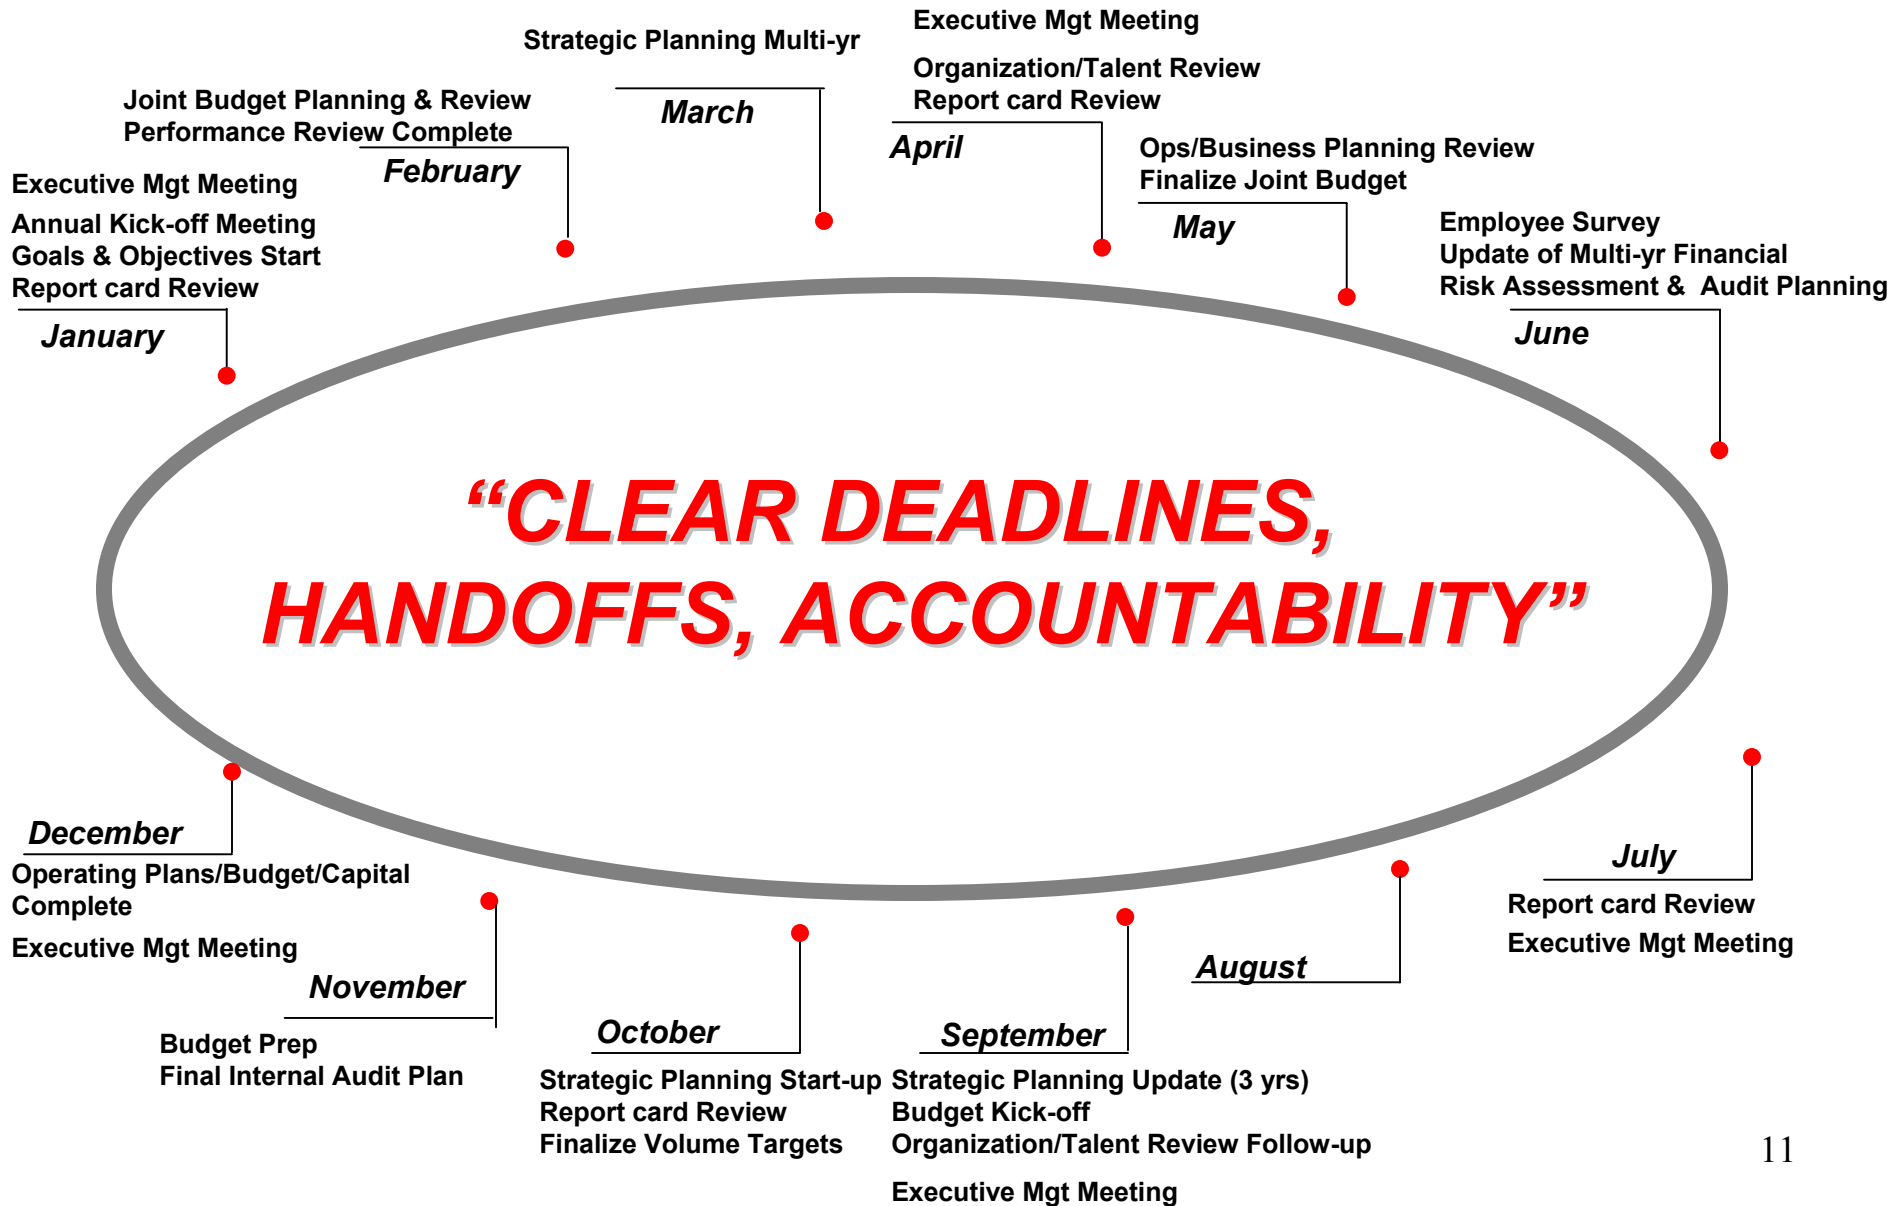 Executive Mgt Meeting
Annual Kick-off Meeting
Goals & Objectives Start
Report card Review
January
Joint Budget Planning & Review
Performance Review Complete
February
Strategic Planning Multi-yr
March
Executive Mgt Meeting
Organization/Talent Review
Report card Review
April
Ops/Business Planning Review
Finalize Joint Budget
May
Employee Survey
Update of Multi-yr Financial
Risk Assessment &  Audit Planning
June
“CLEAR DEADLINES,
HANDOFFS, ACCOUNTABILITY”
July
Report card Review
Executive Mgt Meeting
August
September
Strategic Planning Update (3 yrs)
Budget Kick-off
Organization/Talent Review Follow-up
Executive Mgt Meeting
October
Strategic Planning Start-up
Report card Review
Finalize Volume Targets
November
Budget Prep
Final Internal Audit Plan
December
Operating Plans/Budget/Capital
Complete
Executive Mgt Meeting
11